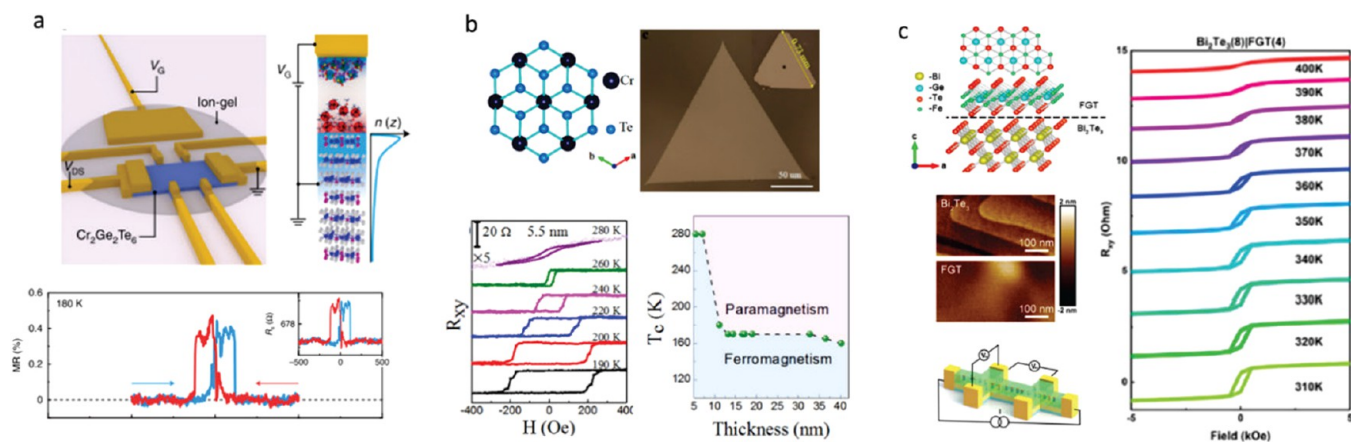 a
V_G
Ion-gel
V_DS
Cr₂Ge₂Te₆
V_G
n (z)
0.6
180 K
0.4
0.2
0.0
MR (%)
R_s (Ω)
678
-500
0
500
b
Cr
Te
b
a
c
50 um
20 Ω
5.5 nm
×5
280 K
260 K
240 K
220 K
200 K
190 K
R_xy
-400
-200
0
200
400
H (Oe)
280
240
200
160
120
T_C (K)
Paramagnetism
Ferromagnetism
5
10
15
20
25
30
35
40
Thickness (nm)
c
-Bi
-Ge
-Te
-Fe
FGT
Bi₂Te₃
c
a
Bi₂Te₃
100 nm
FGT
100 nm
2 nm
-2 nm
Bi₂Te₃(8)|FGT(4)
15
10
5
0
R_xy (Ohm)
400K
390K
380K
370K
360K
350K
340K
330K
320K
310K
-5
0
5
Field (kOe)